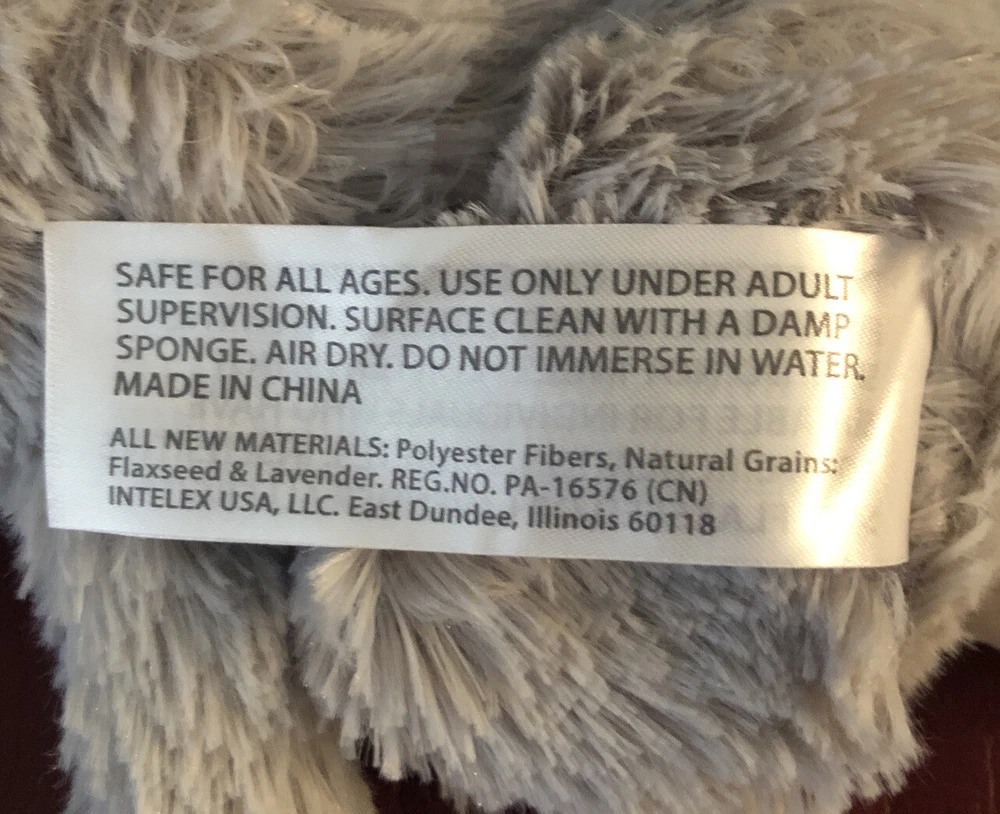 SAFE FOR ALL AGES. USE ONLY UNDER ADULT
SUPERVISION. SURFACE CLEAN WITH A DAMP
SPONGE. AIR DRY. DO NOT IMMERSE IN WATER.
MADE IN CHINA
ALL NEW MATERIALS: Polyester Fibers, Natural Grains:
Flaxseed & Lavender. REG.NO. PA-16576 (CN)
INTELEX USA, LLC. East Dundee, Illinois 60118